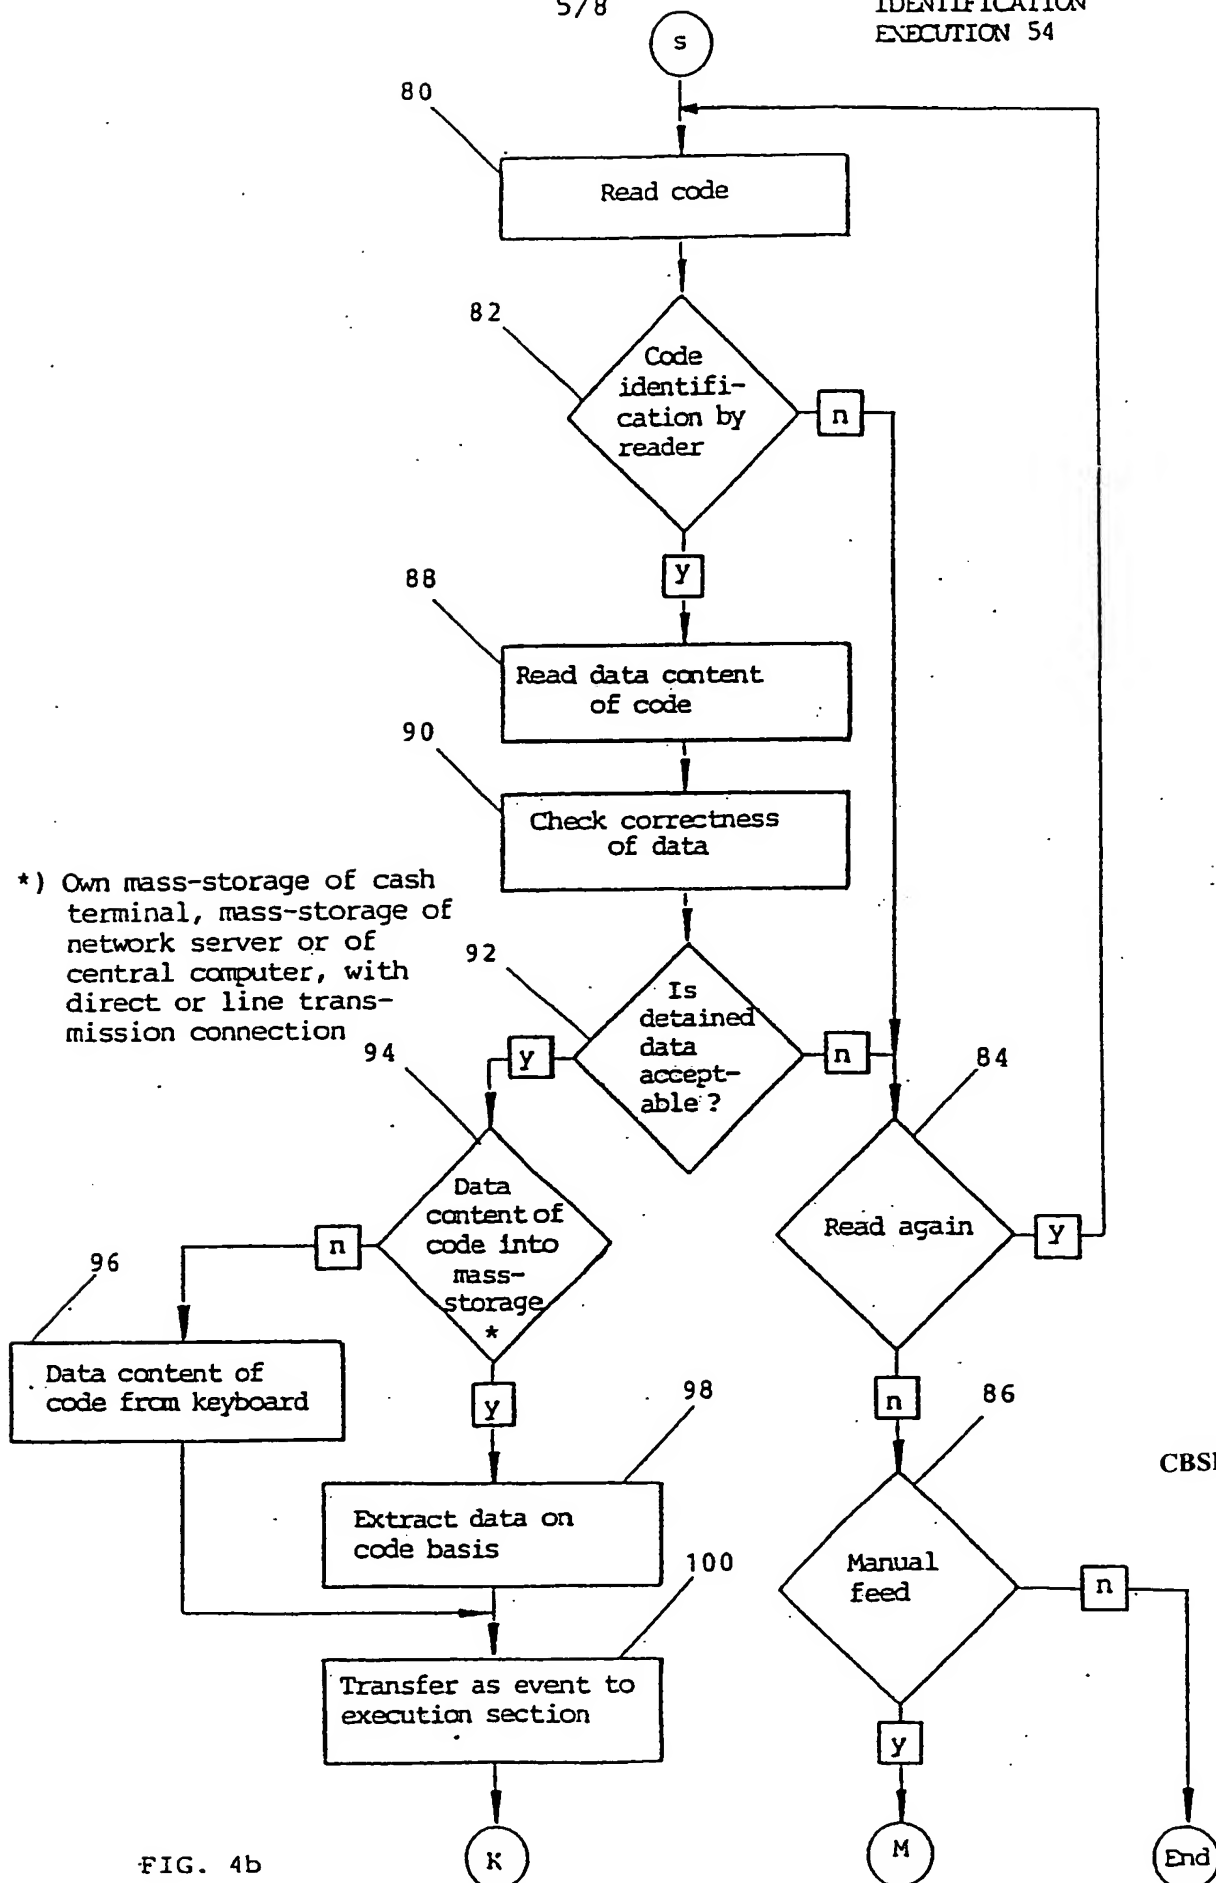 5/8
IDENTIFICATION
EXECUTION 54
s
80
Read code
82
Code
identifi-
cation by
reader
n
y
88
Read data content
of code
90
Check correctness
of data
*) Own mass-storage of cash
terminal, mass-storage of
network server or of
central computer, with
direct or line trans-
mission connection
92
Is
detained
data
accept-
able?
y
n
94
84
Data
content of
code into
mass-
storage
*
n
Read again
y
96
Data content of
code from keyboard
y
98
n
86
Extract data on
code basis
100
Manual
feed
n
Transfer as event to
execution section
y
K
M
End
FIG. 4b